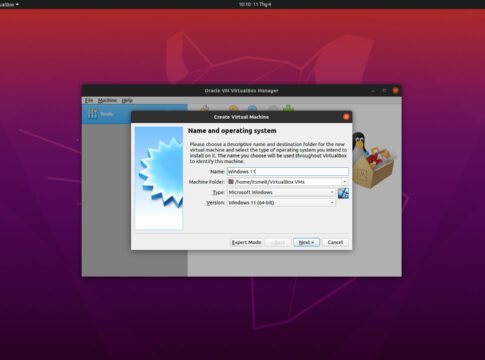 10:10 11 Thg 4
Oracle VM VirtualBox Manager
File Machine Help
Tools
Create Virtual Machine
Name and operating system
Please choose a descriptive name and destination folder for the new
virtual machine and select the type of operating system you intend to
install on it. The name you choose will be used throughout VirtualBox
to identify this machine.
Name: Windows 11
Machine Folder: /home/itsme8/VirtualBox VMs
Type: Microsoft Windows
Version: Windows 11 (64-bit)
Expert Mode < Back Next > Cancel